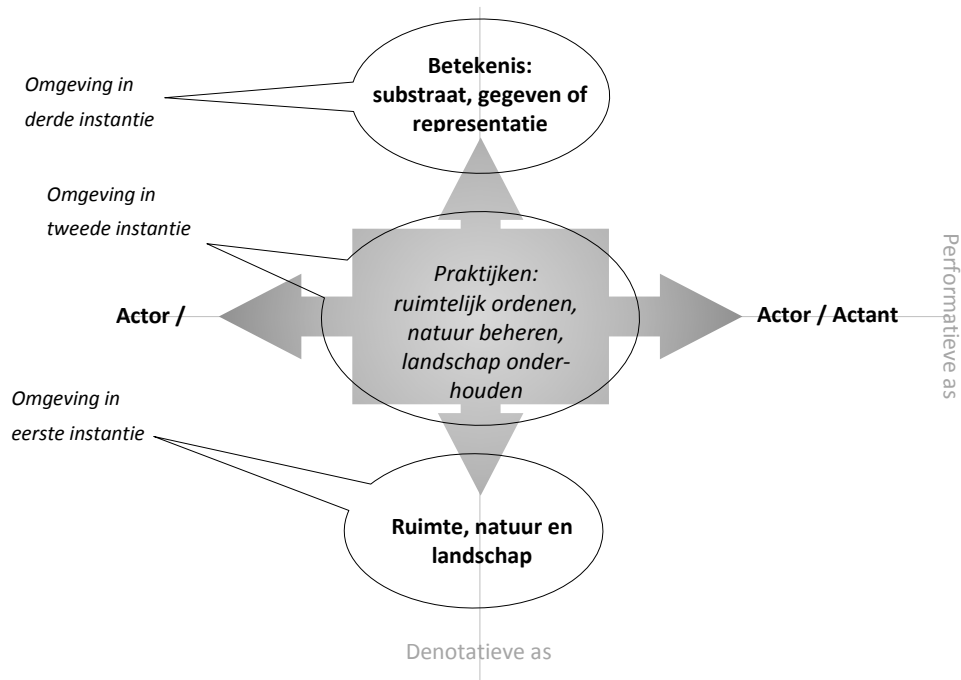 Betekenis:
substraat, gegeven of
representatie
Omgeving in
derde instantie
Omgeving in
tweede instantie
Praktijken:
ruimtelijk ordenen,
natuur beheren,
landschap onder-
houden
Actor /
Actor / Actant
Performatieve as
Omgeving in
eerste instantie
Ruimte, natuur en
landschap
Denotatieve as